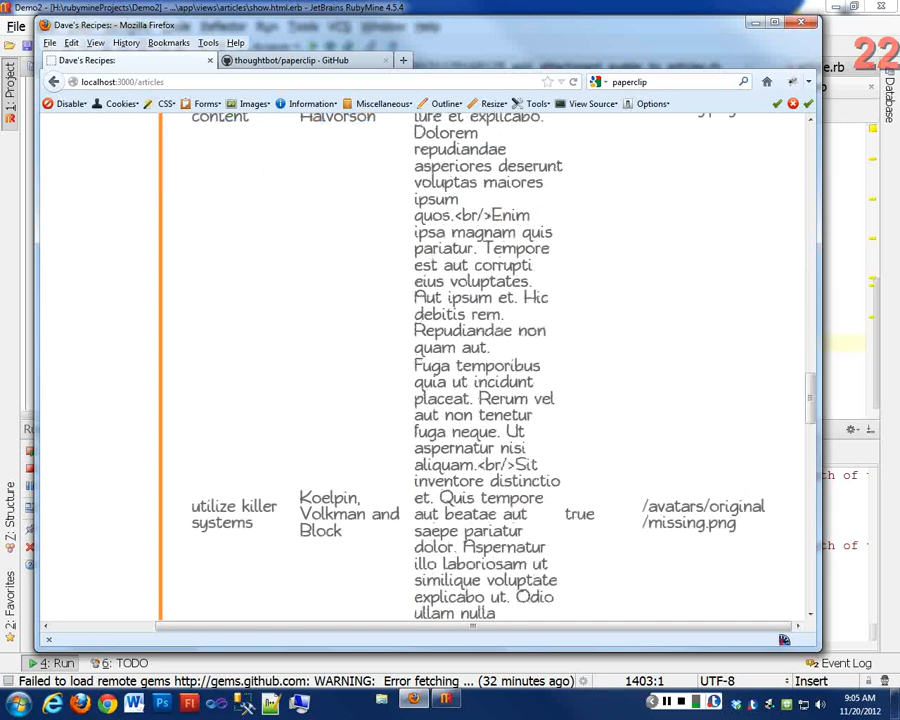 Demo2 - [H:\rubymineProjects\Demo2] - ...\app\views\articles\show.html.erb - JetBrains RubyMine 4.5.4
File
Dave's Recipes: - Mozilla Firefox
File Edit View History Bookmarks Tools Help
22
Dave's Recipes:
thoughtbot/paperclip - GitHub
localhost:3000/articles
paperclip
Disable Cookies CSS Forms Images Information Miscellaneous Outline Resize Tools View Source Options
1: Project
Database
content
Halvorson
iure et explicabo.
Dolorem
repudiandae
asperiores deserunt
voluptas maiores
ipsum
quos.<br/>Enim
ipsa magnam quis
pariatur. Tempore
est aut corrupti
eius voluptates.
Aut ipsum et. Hic
debitis rem.
Repudiandae non
quam aut.
utilize killer
systems
Koelpin,
Volkman and
Block
Fuga temporibus
quia ut incidunt
placeat. Rerum vel
aut non tenetur
fuga neque. Ut
aspernatur nisi
aliquam.<br/>Sit
inventore distinctio
et. Quis tempore
aut beatae aut
saepe pariatur
dolor. Aspernatur
illo laboriosam ut
similique voluptate
explicabo ut. Odio
ullam nulla
true
/avatars/original
/missing.png
Z: Structure
2: Favorites
4: Run 6: TODO
Event Log
Failed to load remote gems http://gems.github.com: WARNING: Error fetching ... (32 minutes ago)
1403:1 UTF-8 Insert
9:05 AM
11/20/2012